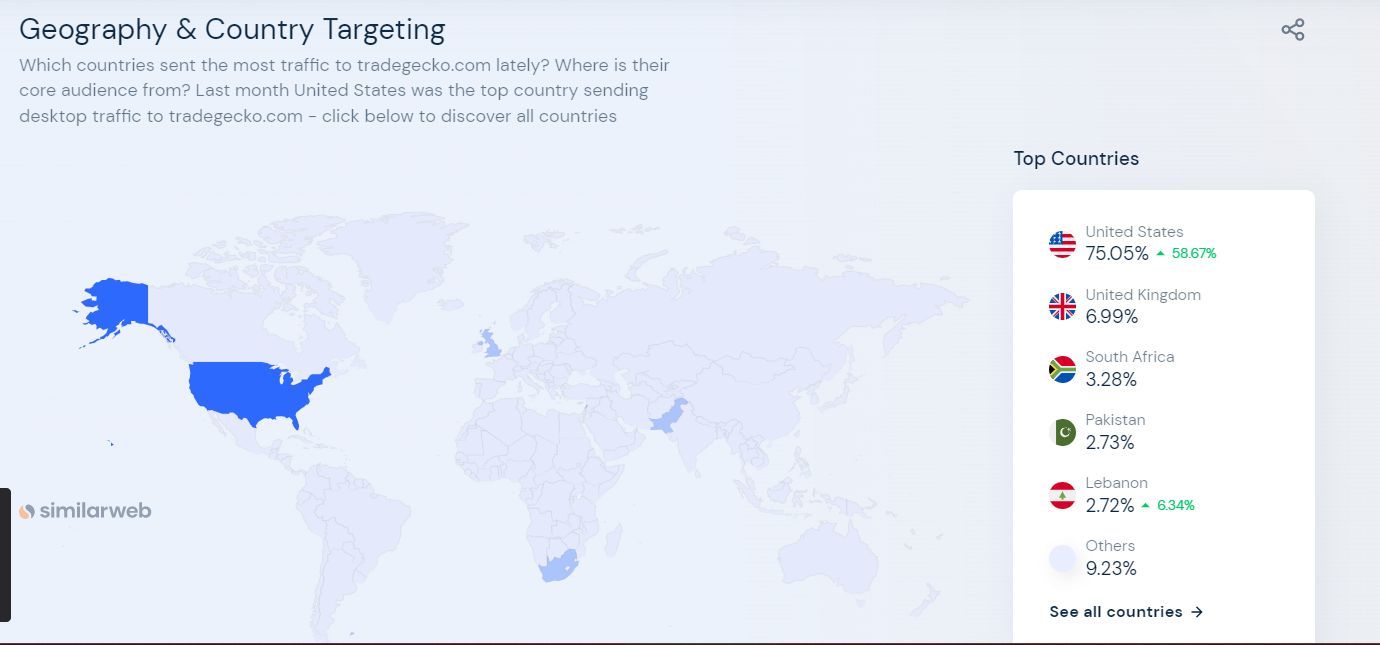 Geography & Country Targeting
Which countries sent the most traffic to tradegecko.com lately? Where is their
core audience from? Last month United States was the top country sending
desktop traffic to tradegecko.com - click below to discover all countries
Top Countries
United States
75.05% 58.67%
United Kingdom
6.99%
South Africa
3.28%
Pakistan
2.73%
Lebanon
2.72% 6.34%
Others
9.23%
See all countries →
similarweb